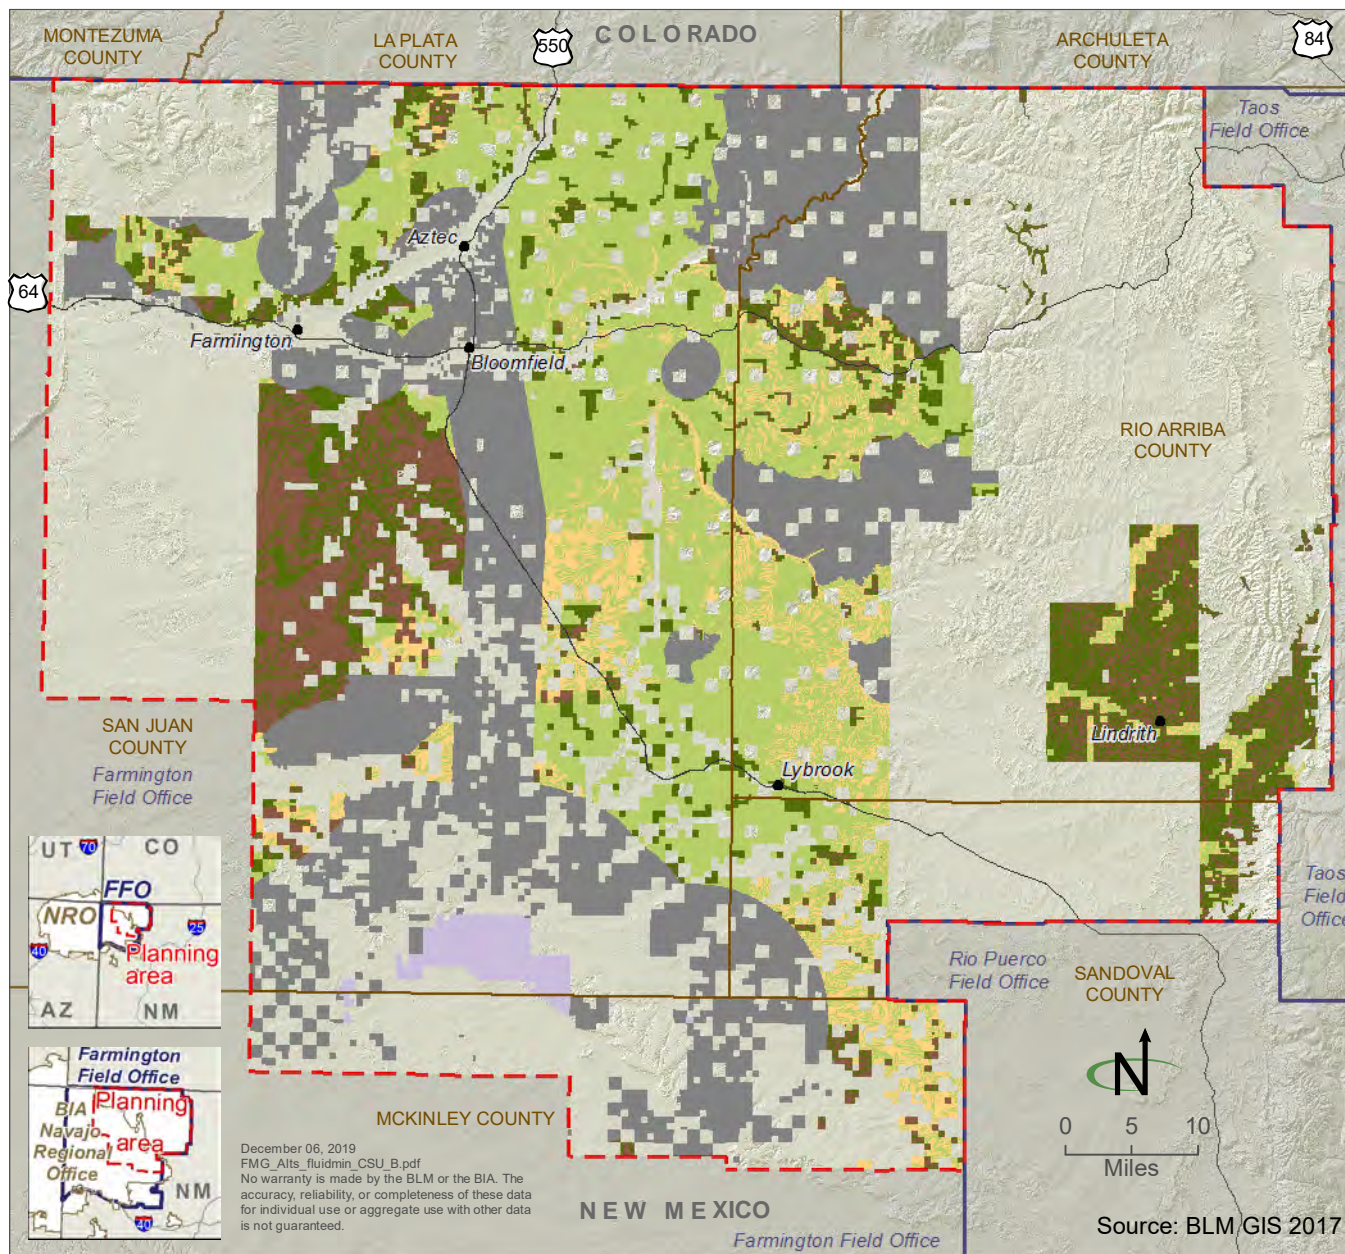 MONTEZUMA
COUNTY
LA PLATA
COUNTY
550
COLORADO
ARCHULETA
COUNTY
84
Taos
Field Office
Aztec
64
Farmington
Bloomfield
RIO ARRIBA
COUNTY
SAN JUAN
COUNTY
Farmington
Field Office
Lindrith
Lybrook
UT
70
CO
FFO
NRO
25
40
Planning
area
AZ
NM
Taos
Field
Office
Rio Puerco
Field Office
SANDOVAL
COUNTY
N
0 5 10
Miles
Farmington
Field Office
Planning
area
BIA
Navajo
Regional
Office
NM
40
MCKINLEY COUNTY
December 06, 2019
FMG_Alts_fluidmin_CSU_B.pdf
No warranty is made by the BLM or the BIA. The
accuracy, reliability, or completeness of these data
for individual use or aggregate use with other data
is not guaranteed.
NEW MEXICO
Farmington Field Office
Source: BLM GIS 2017